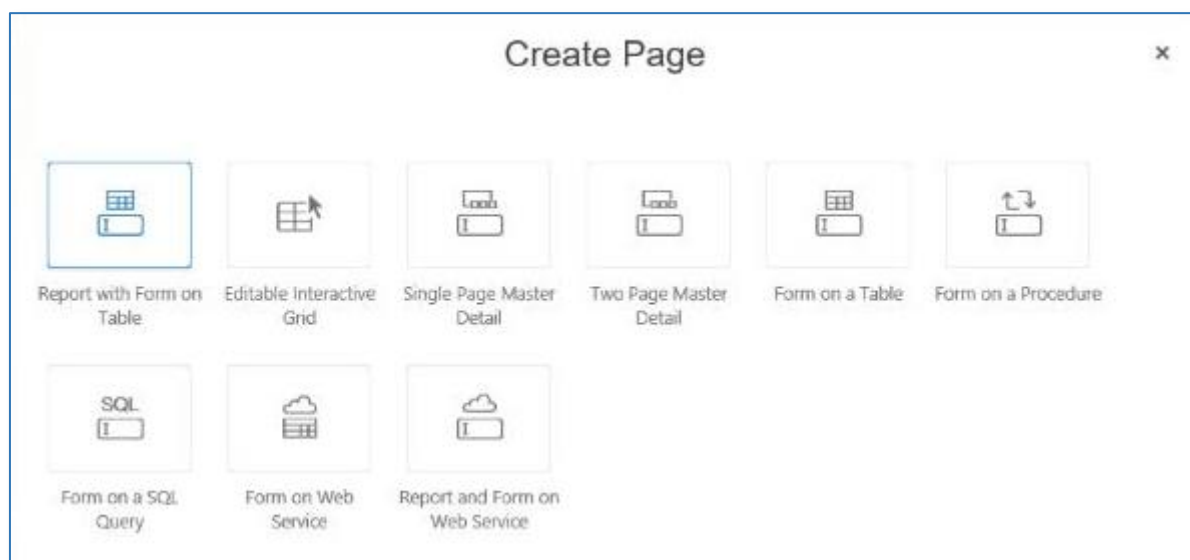 Create Page
×
Report with Form on
Table
Editable Interactive
Grid
Single Page Master
Detail
Two Page Master
Detail
Form on a Table
Form on a Procedure
SQL
Form on a SQL
Query
Form on Web
Service
Report and Form on
Web Service